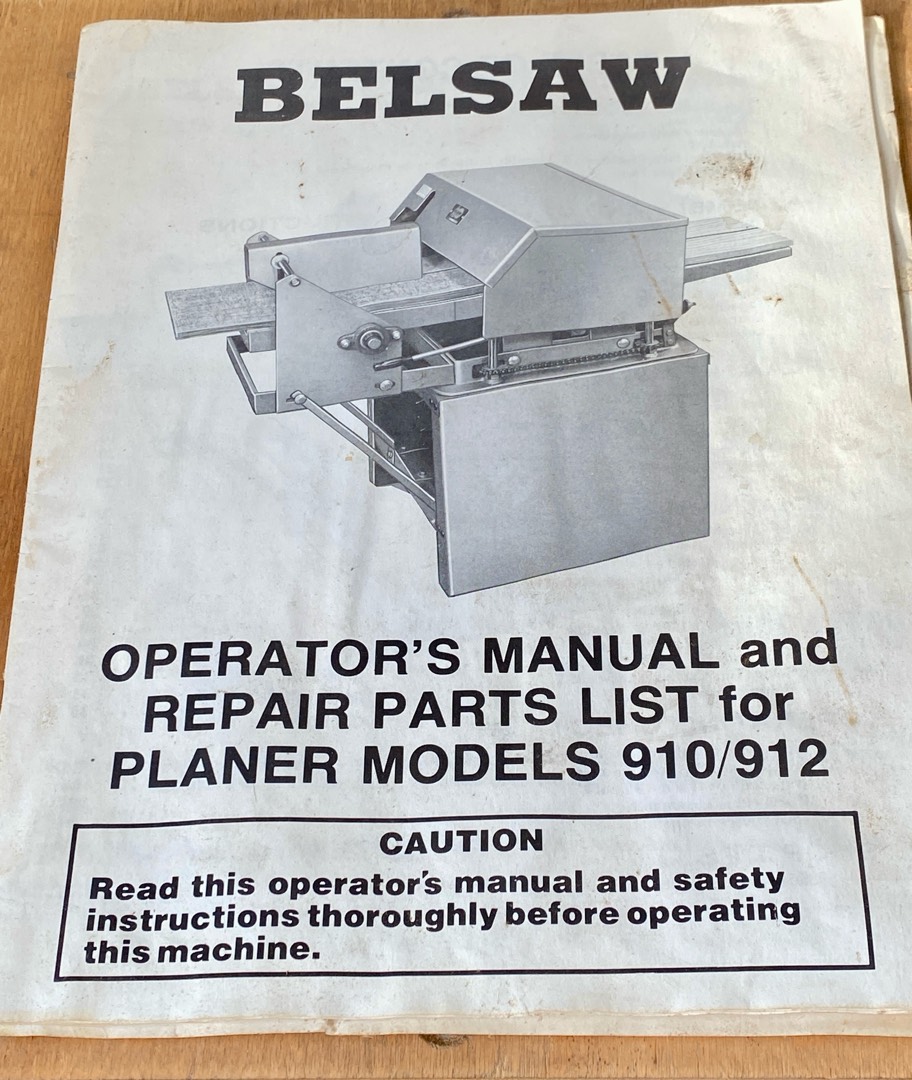 BELSAW
OPERATOR'S MANUAL and
REPAIR PARTS LIST for
PLANER MODELS 910/912
CAUTION
Read this operator's manual and safety
instructions thoroughly before operating
this machine.